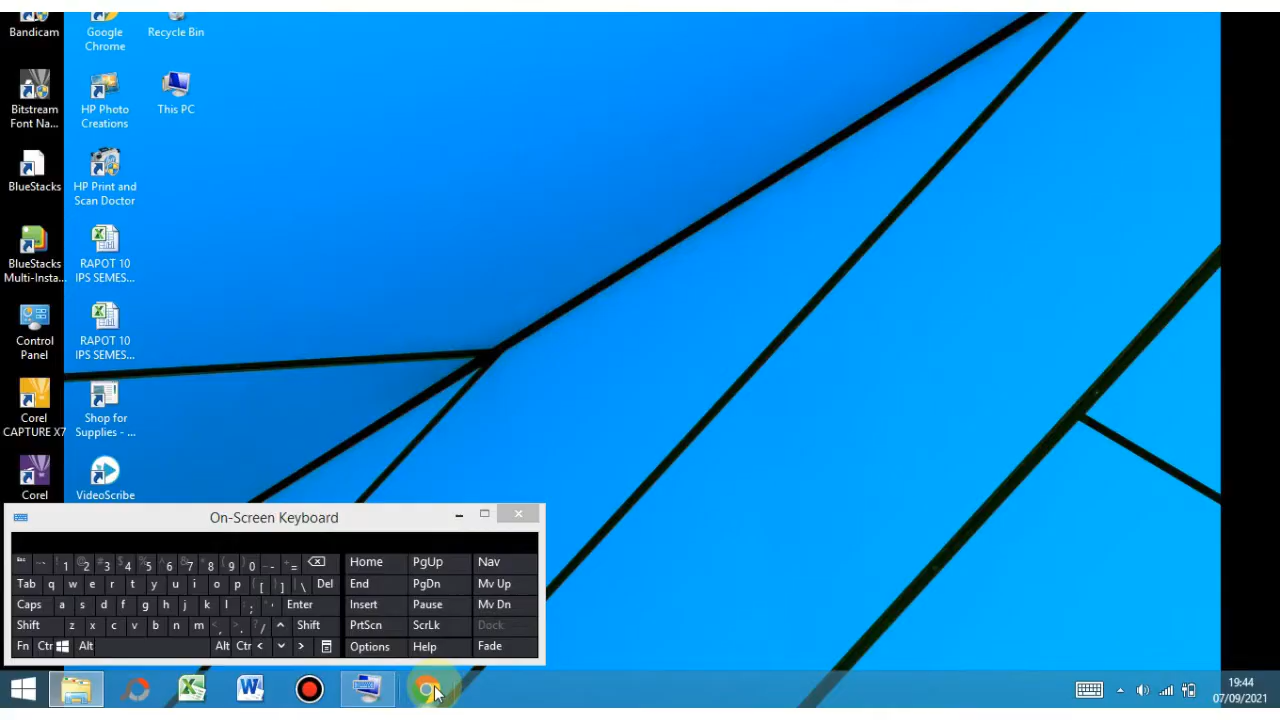 Bandicam
Google
Chrome
Recycle Bin
Bitstream
Font Na...
HP Photo
Creations
This PC
BlueStacks
HP Print and
Scan Doctor
BlueStacks
Multi-Insta...
RAPOT 10
IPS SEMES...
Control
Panel
RAPOT 10
IPS SEMES...
Corel
CAPTURE X7
Shop for
Supplies - ...
Corel
VideoScribe
On-Screen Keyboard
Esc ~` !1 @2 #3 $4 %5 ^6 &7 *8 (9 )0 _- += Home PgUp Nav
Tab q w e r t y u i o p {[ }] |\ Del End PgDn Mv Up
Caps a s d f g h j k l :; "' Enter Insert Pause Mv Dn
Shift z x c v b n m <, >. ?/ ^ Shift PrtScn ScrLk Dock
Fn Ctr Alt Alt Ctr < > Options Help Fade
19:44
07/09/2021